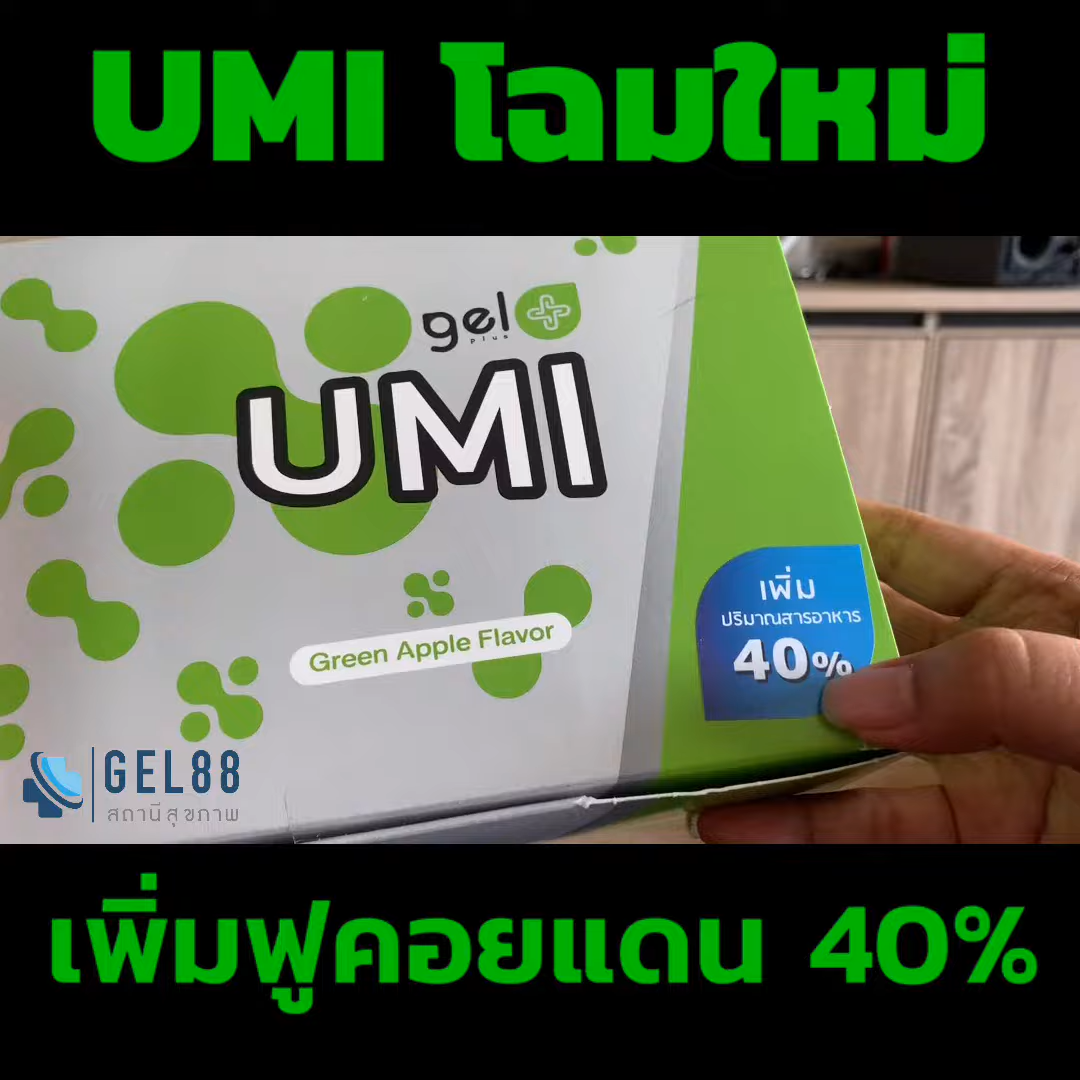 UMI โฉมใหม่
gel
plus
UMI
Green Apple Flavor
เพิ่ม
ปริมาณสารอาหาร
40%
GEL88
สถานีสุขภาพ
เพิ่มฟูคอยแดน 40%